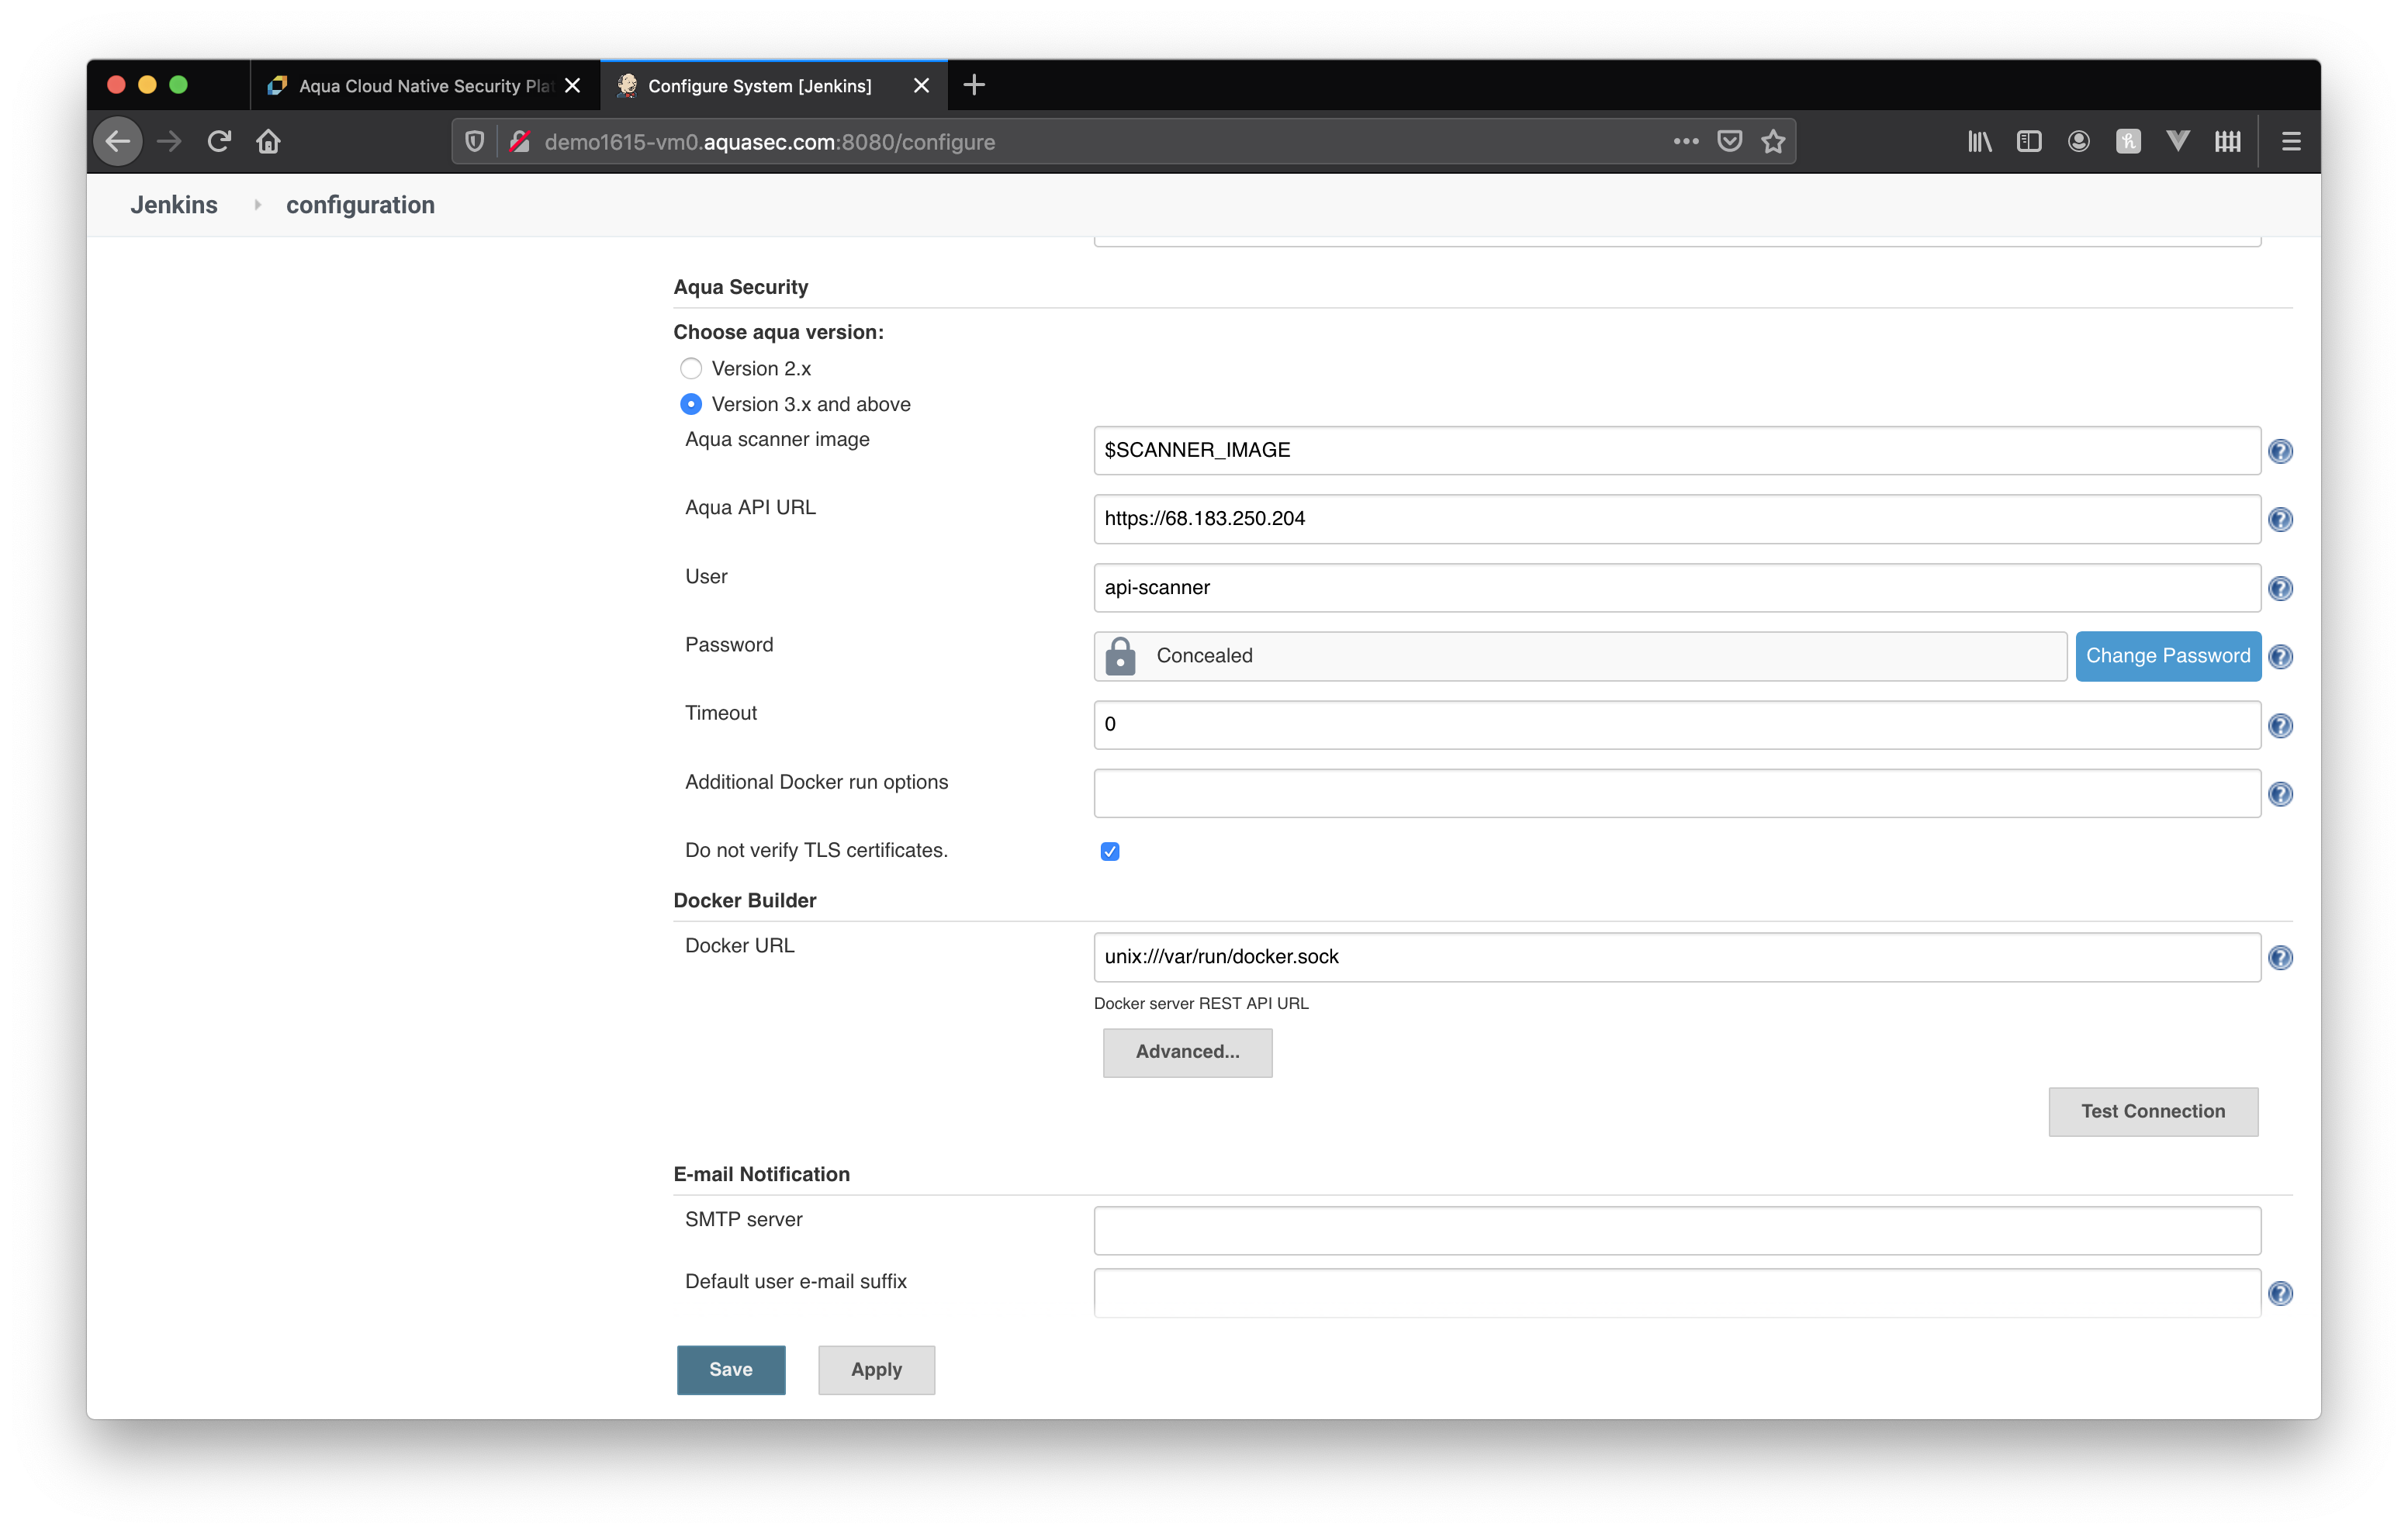 Aqua Cloud Native Security Pla
Configure System [Jenkins]
demo1615-vm0.aquasec.com:8080/configure
Jenkins configuration
Aqua Security
Choose aqua version:
Version 2.x
Version 3.x and above
Aqua scanner image $SCANNER_IMAGE
Aqua API URL https://68.183.250.204
User api-scanner
Password Concealed Change Password
Timeout 0
Additional Docker run options
Do not verify TLS certificates.
Docker Builder
Docker URL unix:///var/run/docker.sock
Docker server REST API URL
Advanced...
Test Connection
E-mail Notification
SMTP server
Default user e-mail suffix
Save Apply